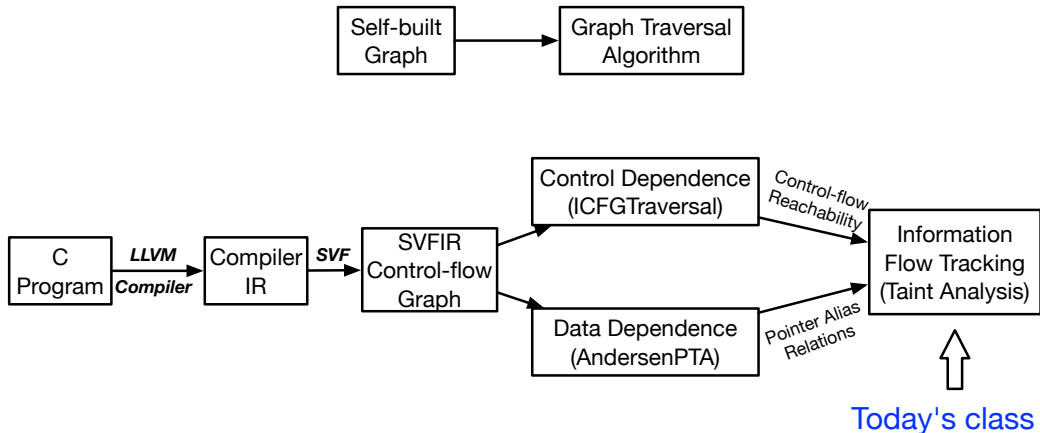 Self-built
Graph
Graph Traversal
Algorithm
C
Program
LLVM
Compiler
Compiler
IR
SVF
SVFIR
Control-flow
Graph
Control Dependence
(ICFGTraversal)
Control-flow
Reachability
Data Dependence
(AndersenPTA)
Pointer Alias
Relations
Information
Flow Tracking
(Taint Analysis)
Today's class